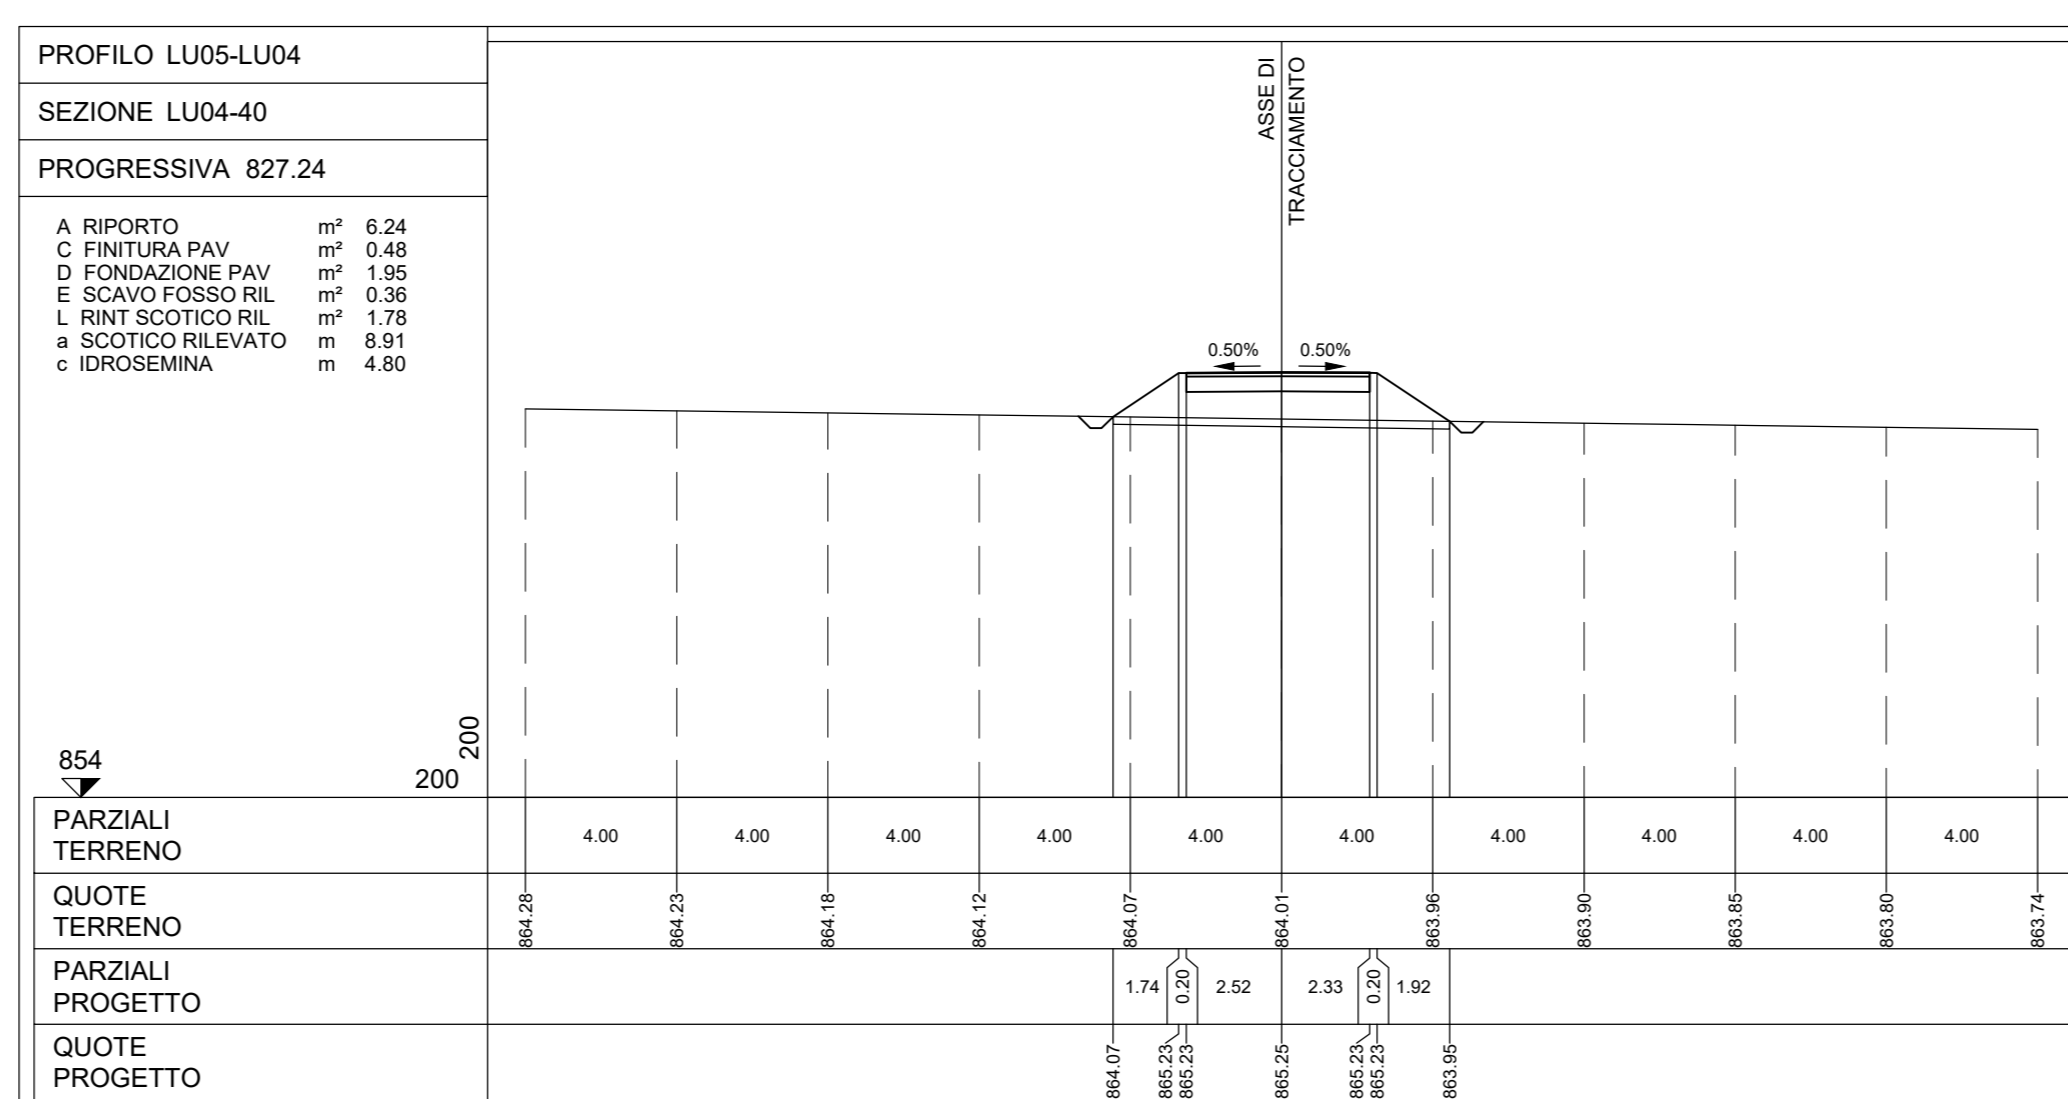 PROFILO LU05-LU04
SEZIONE LU04-40
PROGRESSIVA 827.24
A RIPORTO m² 6.24
C FINITURA PAV m² 0.48
D FONDAZIONE PAV m² 1.95
E SCAVO FOSSO RIL m² 0.36
L RINT SCOTICO RIL m² 1.78
a SCOTICO RILEVATO m 8.91
c IDROSEMINA m 4.80
ASSE DI
TRACCIAMENTO
0.50% 0.50%
854
200
200
PARZIALI
TERRENO
4.00 4.00 4.00 4.00 4.00 4.00 4.00 4.00 4.00 4.00
QUOTE
TERRENO
864.28 864.23 864.18 864.12 864.07 864.01 863.96 863.90 863.85 863.80 863.74
PARZIALI
PROGETTO
1.74 0.20 2.52 2.33 0.20 1.92
QUOTE
PROGETTO
864.07 865.23 865.23 865.25 865.23 865.23 863.95